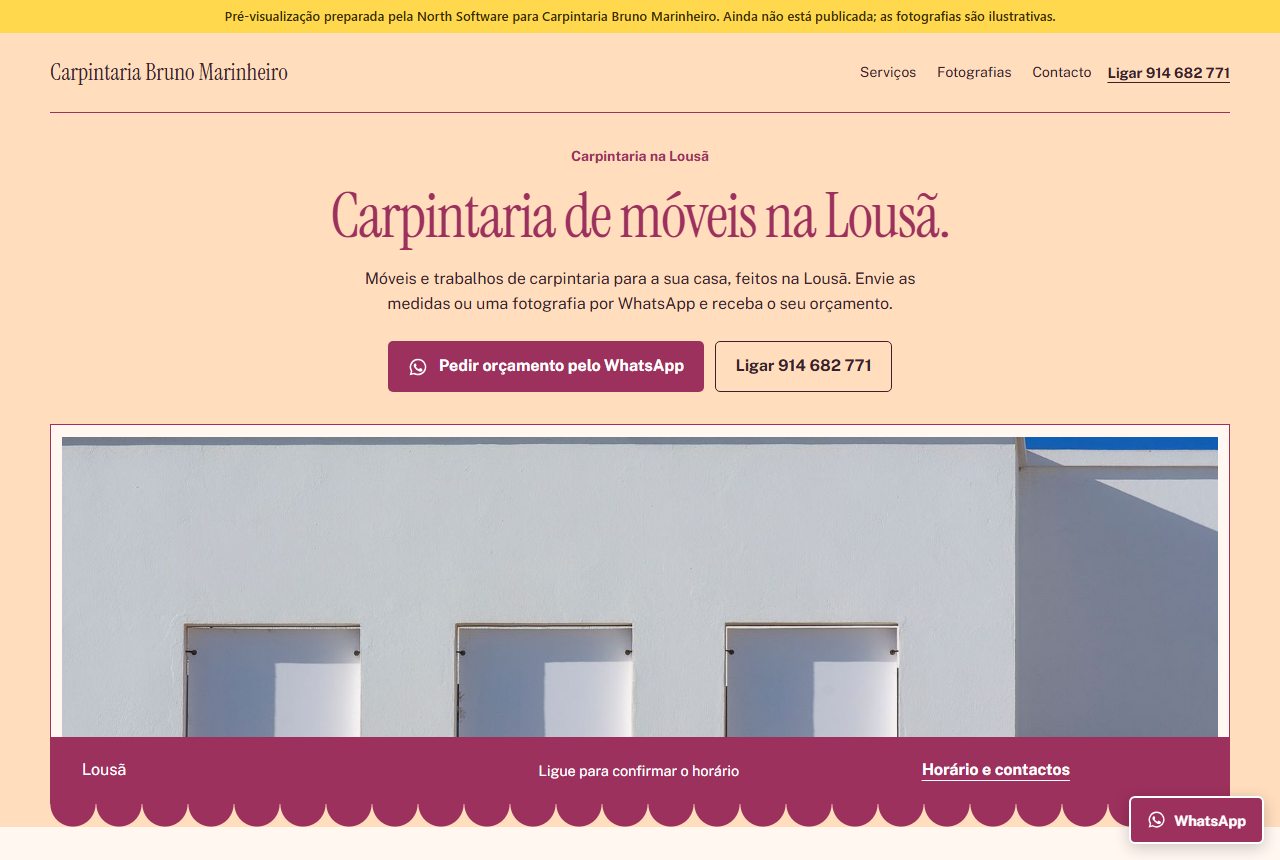 Pré-visualização preparada pela North Software para Carpintaria Bruno Marinheiro. Ainda não está publicada; as fotografias são ilustrativas.
Carpintaria Bruno Marinheiro
Serviços
Fotografias
Contacto
Ligar 914 682 771
Carpintaria na Lousã
Carpintaria de móveis na Lousã.
Móveis e trabalhos de carpintaria para a sua casa, feitos na Lousã. Envie as
medidas ou uma fotografia por WhatsApp e receba o seu orçamento.
Pedir orçamento pelo WhatsApp
Ligar 914 682 771
Lousã
Ligue para confirmar o horário
Horário e contactos
WhatsApp